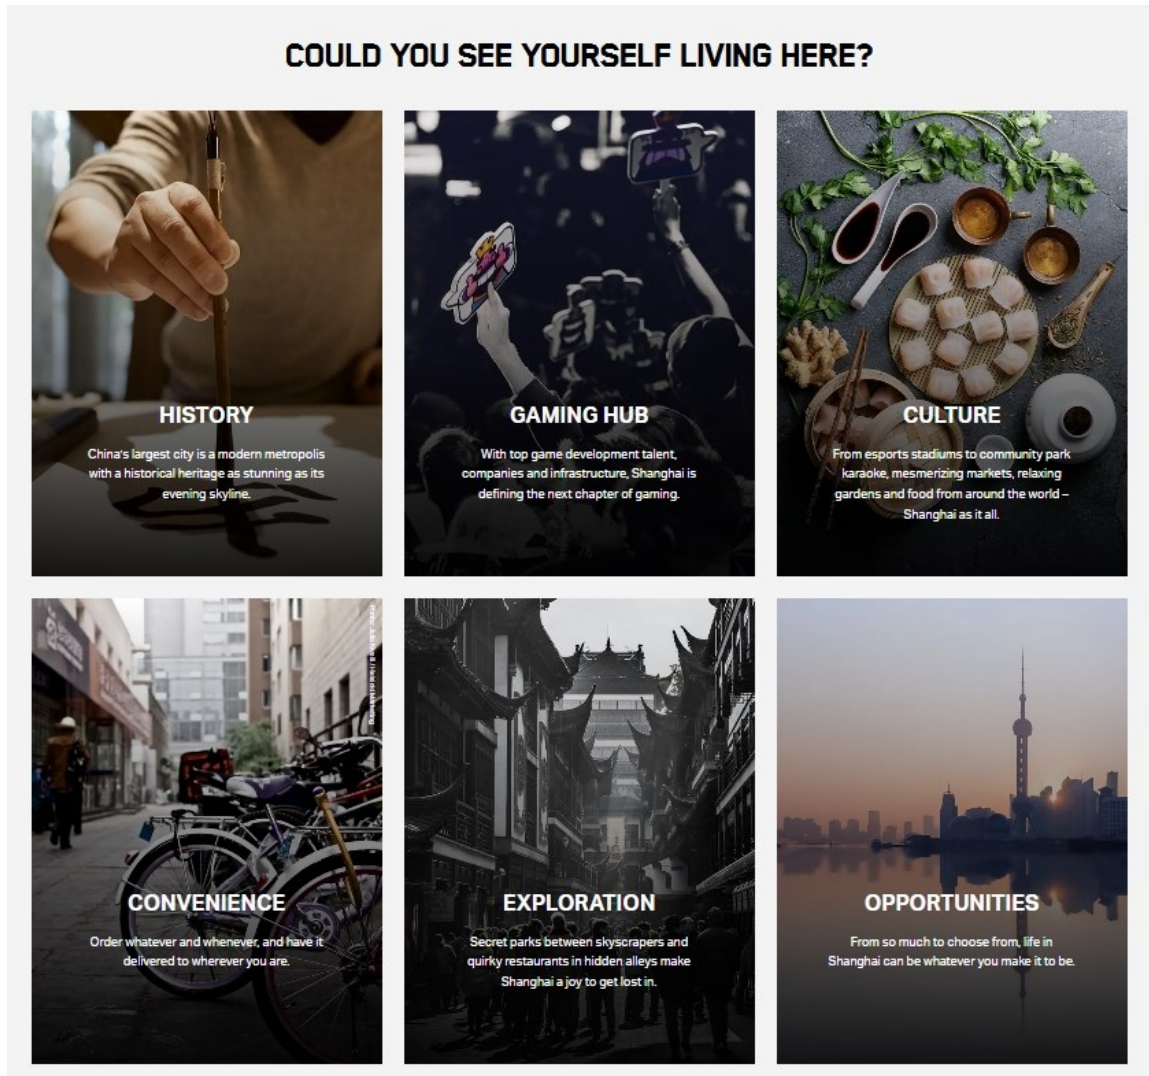 COULD YOU SEE YOURSELF LIVING HERE?
HISTORY
China's largest city is a modern metropolis
with a historical heritage as stunning as its
evening skyline.
GAMING HUB
With top game development talent,
companies and infrastructure, Shanghai is
defining the next chapter of gaming.
CULTURE
From esports stadiums to community park
karaoke, mesmerizing markets, relaxing
gardens and food from around the world –
Shanghai as it all.
CONVENIENCE
Order whatever and whenever, and have it
delivered to wherever you are.
EXPLORATION
Secret parks between skyscrapers and
quirky restaurants in hidden alleys make
Shanghai a joy to get lost in.
OPPORTUNITIES
From so much to choose from, life in
Shanghai can be whatever you make it to be.